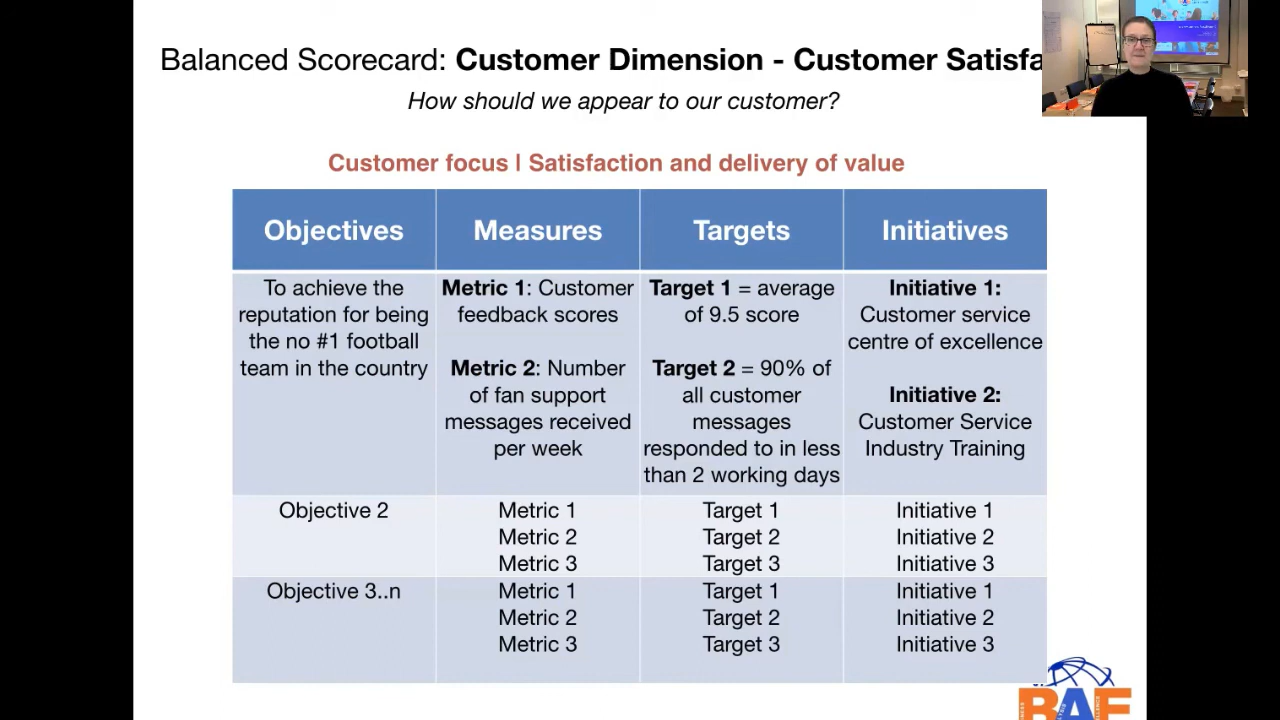 Balanced Scorecard: Customer Dimension - Customer Satisfa
How should we appear to our customer?
Customer focus | Satisfaction and delivery of value
Objectives Measures Targets Initiatives
To achieve the
reputation for being
the no #1 football
team in the country
Metric 1: Customer
feedback scores
Metric 2: Number
of fan support
messages received
per week
Target 1 = average
of 9.5 score
Target 2 = 90% of
all customer
messages
responded to in less
than 2 working days
Initiative 1:
Customer service
centre of excellence
Initiative 2:
Customer Service
Industry Training
Objective 2
Metric 1
Metric 2
Metric 3
Target 1
Target 2
Target 3
Initiative 1
Initiative 2
Initiative 3
Objective 3..n
Metric 1
Metric 2
Metric 3
Target 1
Target 2
Target 3
Initiative 1
Initiative 2
Initiative 3
BAE